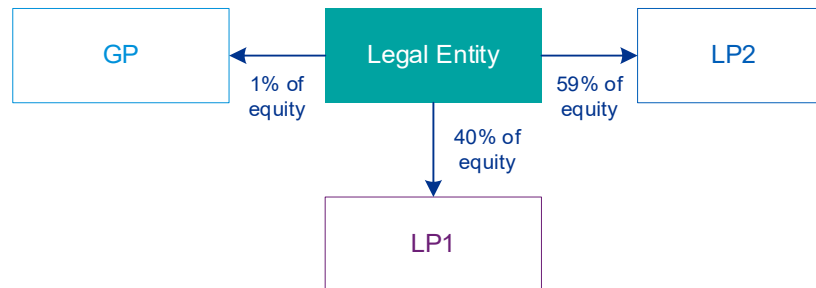 GP
Legal Entity
LP2
1% of
equity
59% of
equity
40% of
equity
LP1